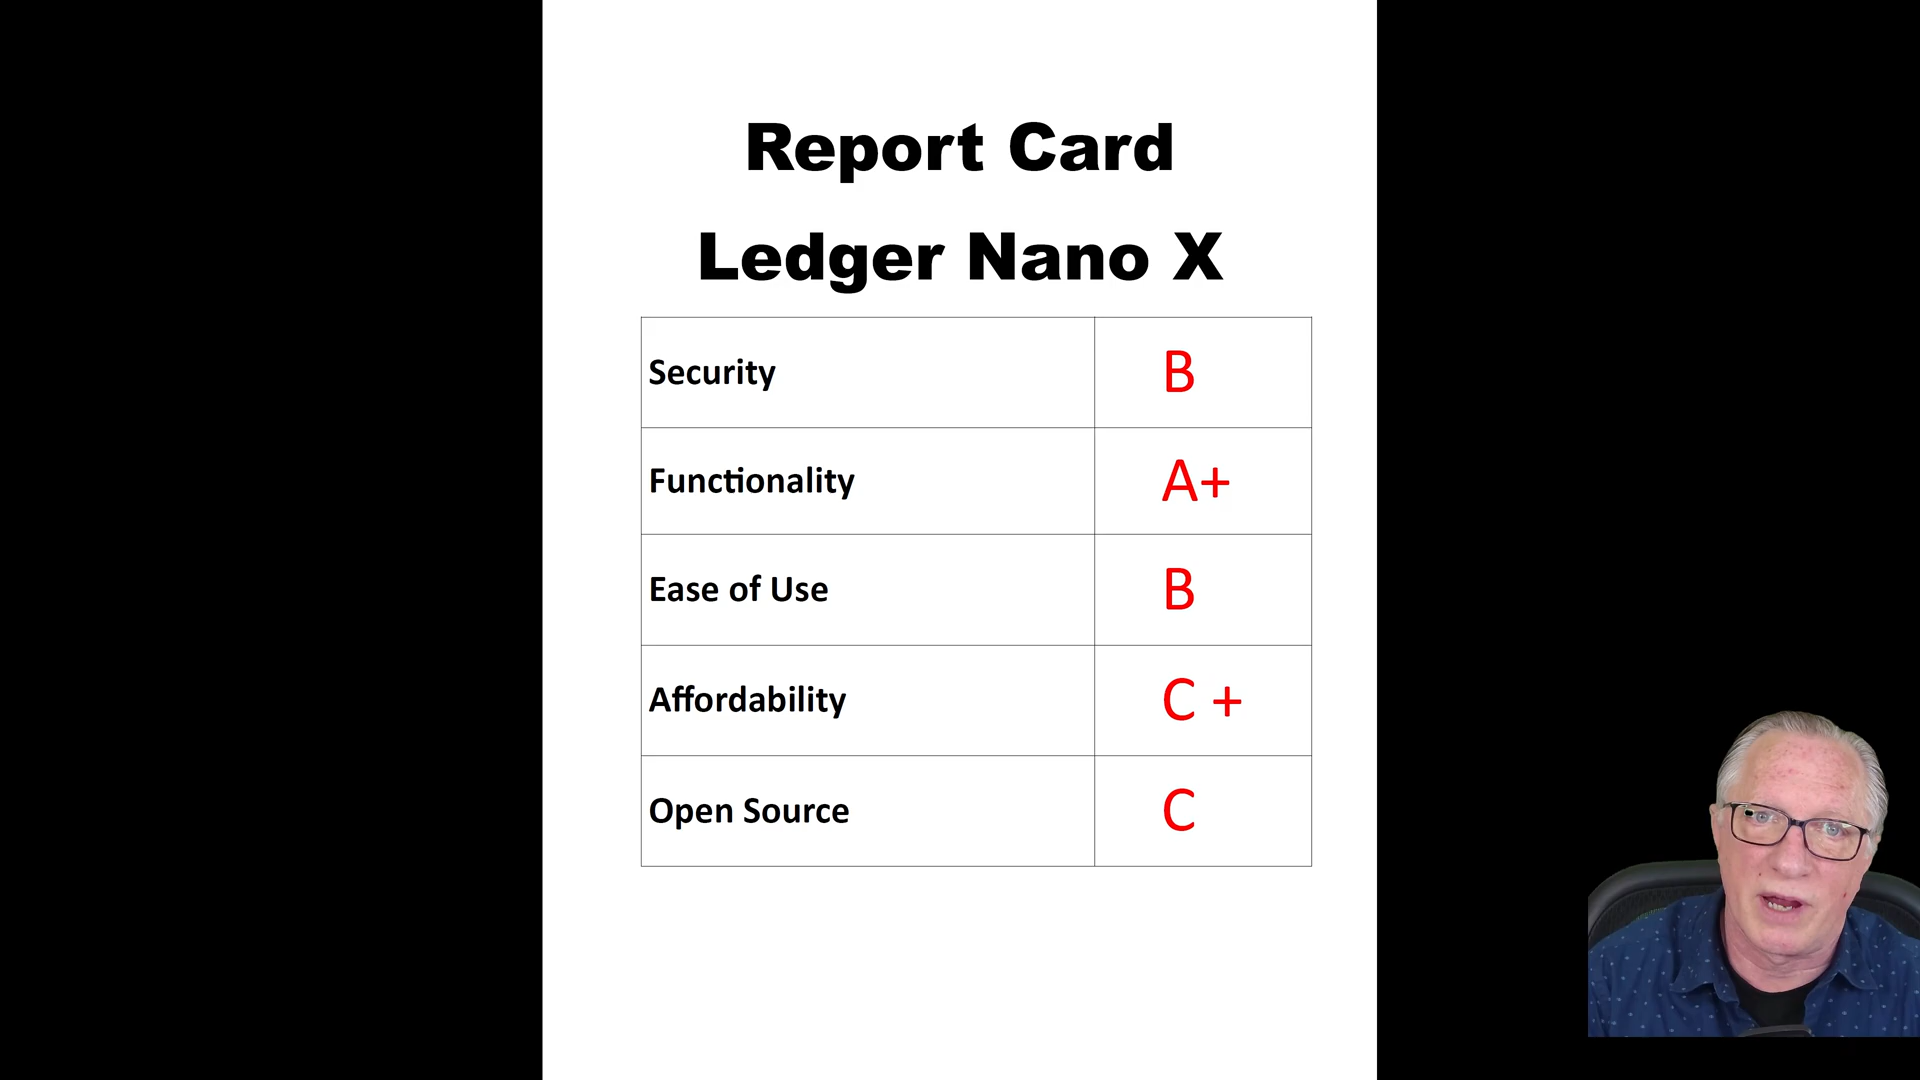 Report Card
Ledger Nano X
Security B
Functionality A+
Ease of Use B
Affordability C +
Open Source C